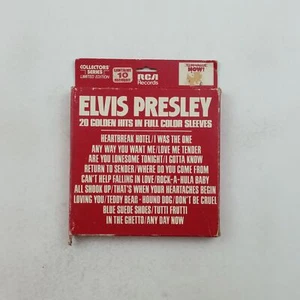 COLLECTORS' SERIES
LIMITED EDITION
10
RCA
Records
NOW!
ELVIS PRESLEY
20 GOLDEN HITS IN FULL COLOR SLEEVES
HEARTBREAK HOTEL/I WAS THE ONE
ANY WAY YOU WANT ME/LOVE ME TENDER
ARE YOU LONESOME TONIGHT/I GOTTA KNOW
RETURN TO SENDER/WHERE DO YOU COME FROM
CAN'T HELP FALLING IN LOVE/ROCK-A-HULA BABY
ALL SHOOK UP/THAT'S WHEN YOUR HEARTACHES BEGIN
LOVING YOU/TEDDY BEAR - HOUND DOG/DON'T BE CRUEL
BLUE SUEDE SHOES/TUTTI FRUTTI
IN THE GHETTO/ANY DAY NOW